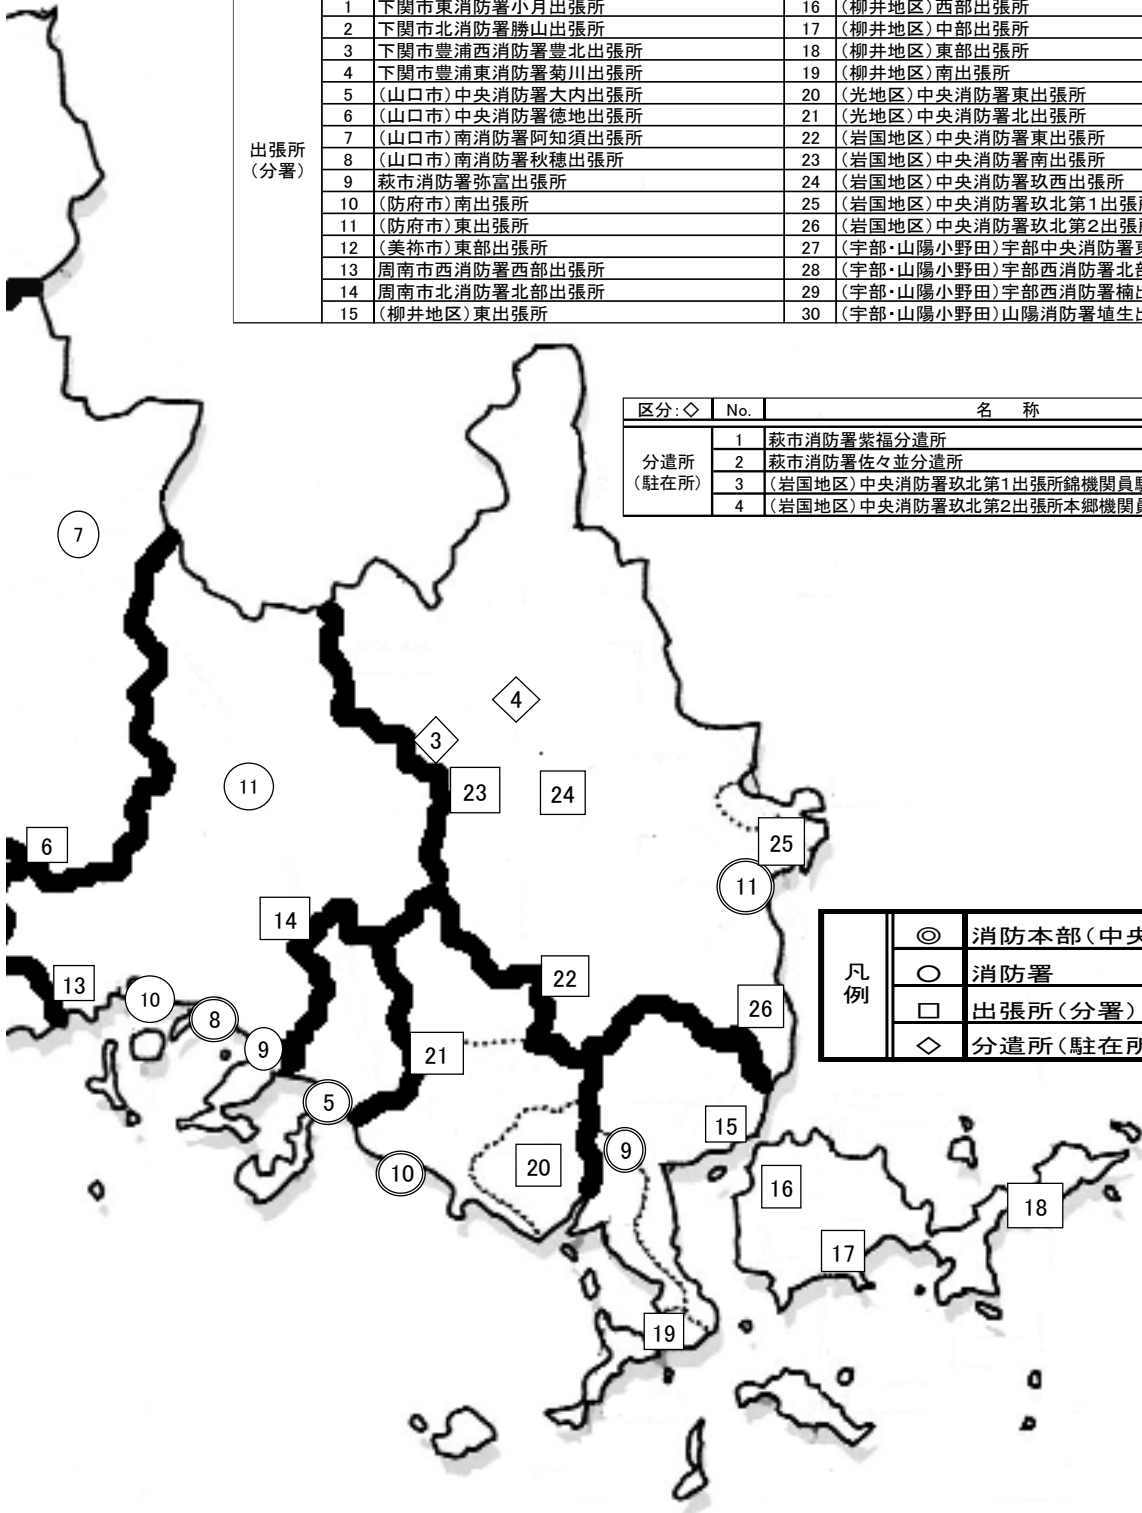 1 下関市東消防署小月出張所 16 (柳井地区)西部出張所
2 下関市北消防署勝山出張所 17 (柳井地区)中部出張所
3 下関市豊浦西消防署豊北出張所 18 (柳井地区)東部出張所
4 下関市豊浦東消防署菊川出張所 19 (柳井地区)南出張所
5 (山口市)中央消防署大内出張所 20 (光地区)中央消防署東出張所
6 (山口市)中央消防署徳地出張所 21 (光地区)中央消防署北出張所
7 (山口市)南消防署阿知須出張所 22 (岩国地区)中央消防署東出張所
出張所
(分署)
8 (山口市)南消防署秋穂出張所 23 (岩国地区)中央消防署南出張所
9 萩市消防署弥富出張所 24 (岩国地区)中央消防署玖西出張所
10 (防府市)南出張所 25 (岩国地区)中央消防署玖北第1出張所
11 (防府市)東出張所 26 (岩国地区)中央消防署玖北第2出張所
12 (美祢市)東部出張所 27 (宇部・山陽小野田)宇部中央消防署東
13 周南市西消防署西部出張所 28 (宇部・山陽小野田)宇部西消防署北部
14 周南市北消防署北部出張所 29 (宇部・山陽小野田)宇部西消防署楠出
15 (柳井地区)東出張所 30 (宇部・山陽小野田)山陽消防署埴生出
区分:◇ No. 名 称
分遣所
(駐在所)
1 萩市消防署紫福分遣所
2 萩市消防署佐々並分遣所
3 (岩国地区)中央消防署玖北第1出張所錦機関員駐
4 (岩国地区)中央消防署玖北第2出張所本郷機関員
7
4
3
11
23
24
6
25
11
14
凡例
◎ 消防本部(中央
○ 消防署
□ 出張所(分署)
◇ 分遣所(駐在所
13
10
8
9
22
26
21
5
15
9
10
20
16
18
17
19